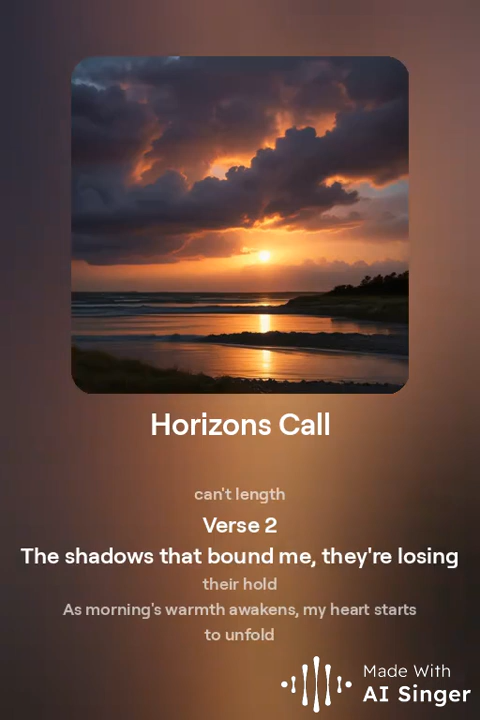 Horizons Call
can't length
Verse 2
The shadows that bound me, they're losing
their hold
As morning's warmth awakens, my heart starts
to unfold
Made With
AI Singer